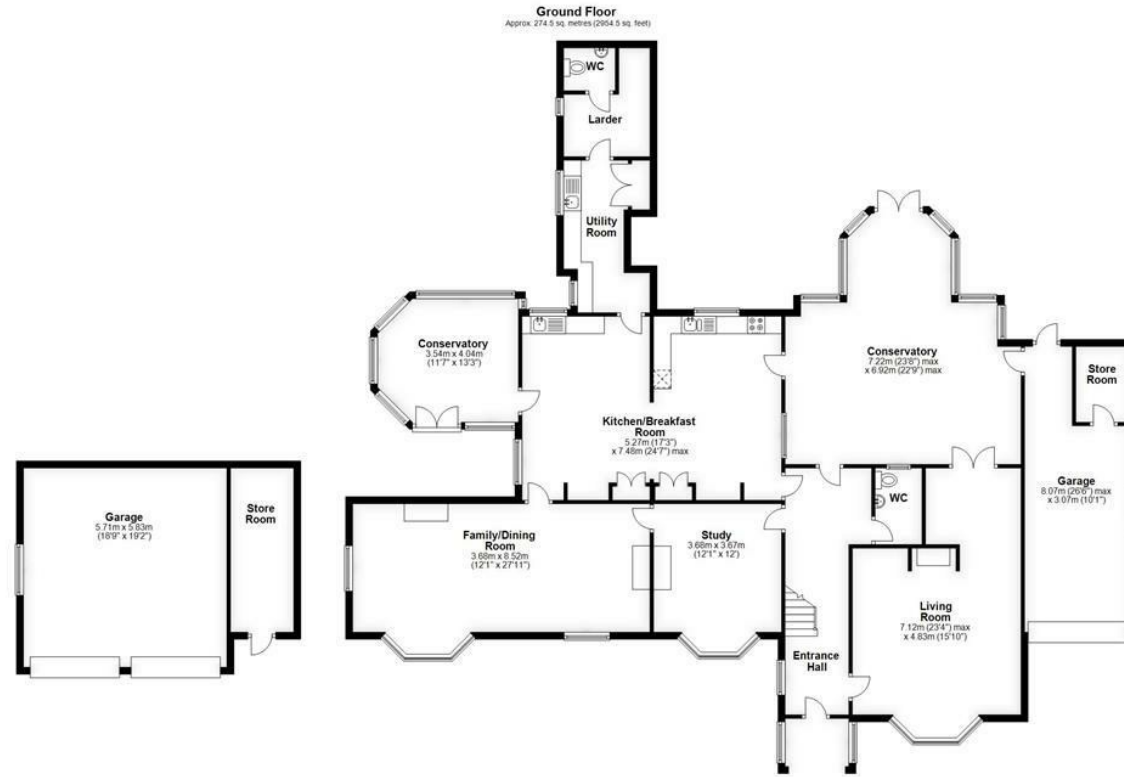 Ground Floor
Approx. 274.5 sq. metres (2954.5 sq. feet)
WC
Larder
Utility
Room
Conservatory
3.54m x 4.04m
(11'7" x 13'3")
Conservatory
7.22m (23'8") max
x 6.92m (22'9") max
Store
Room
Kitchen/Breakfast
Room
5.27m (17'3")
x 7.48m (24'7") max
WC
Garage
8.07m (26'6") max
x 3.07m (10'1")
Garage
5.71m x 5.83m
(18'9" x 19'2")
Store
Room
Family/Dining
Room
3.68m x 8.52m
(12'1" x 27'11")
Study
3.68m x 3.67m
(12'1" x 12')
Living
Room
7.12m (23'4") max
x 4.83m (15'10")
Entrance
Hall